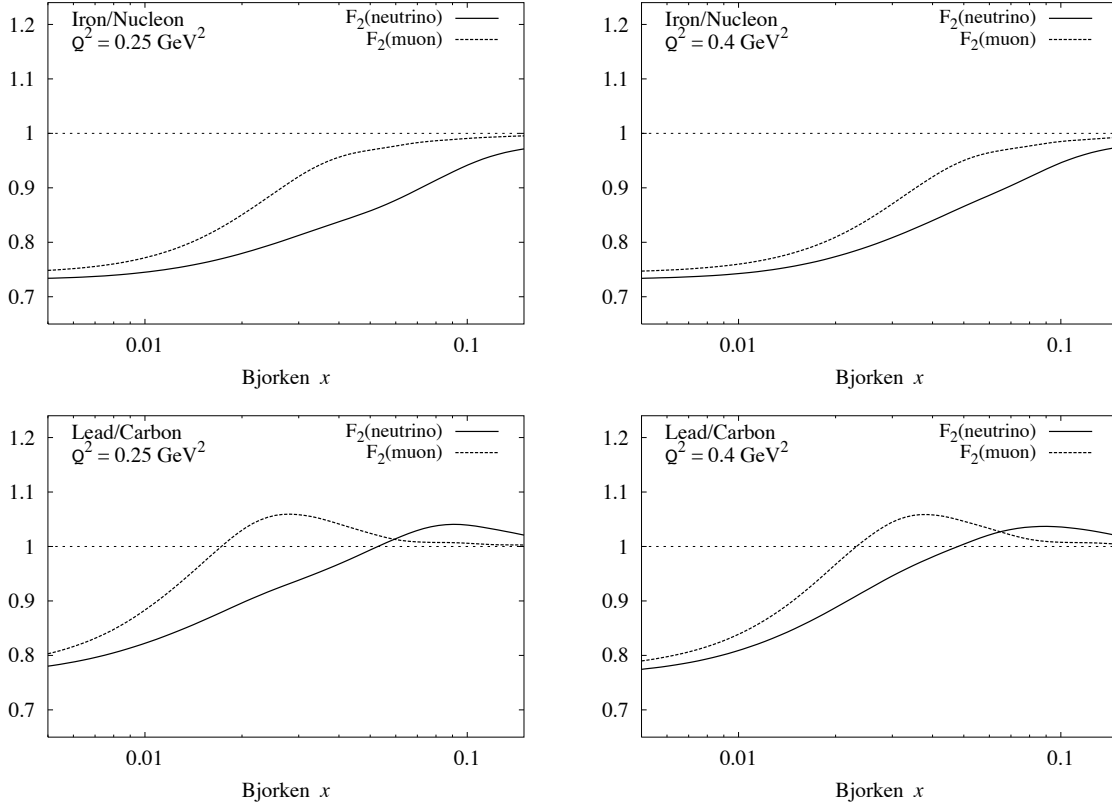 Iron/Nucleon
Q² = 0.25 GeV²
F₂(neutrino)
F₂(muon)
1.2
1.1
1
0.9
0.8
0.7
0.01
0.1
Bjorken x
Iron/Nucleon
Q² = 0.4 GeV²
F₂(neutrino)
F₂(muon)
1.2
1.1
1
0.9
0.8
0.7
0.01
0.1
Bjorken x
Lead/Carbon
Q² = 0.25 GeV²
F₂(neutrino)
F₂(muon)
1.2
1.1
1
0.9
0.8
0.7
0.01
0.1
Bjorken x
Lead/Carbon
Q² = 0.4 GeV²
F₂(neutrino)
F₂(muon)
1.2
1.1
1
0.9
0.8
0.7
0.01
0.1
Bjorken x